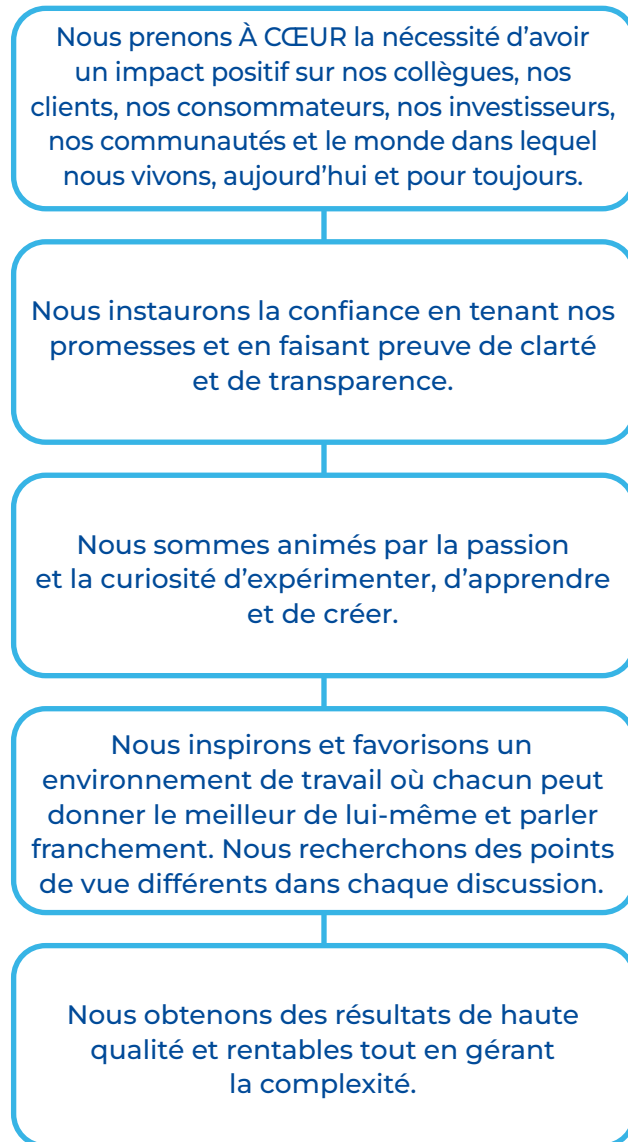 Nous prenons À CŒUR la nécessité d’avoir
un impact positif sur nos collègues, nos
clients, nos consommateurs, nos investisseurs,
nos communautés et le monde dans lequel
nous vivons, aujourd’hui et pour toujours.
Nous instaurons la confiance en tenant nos
promesses et en faisant preuve de clarté
et de transparence.
Nous sommes animés par la passion
et la curiosité d’expérimenter, d’apprendre
et de créer.
Nous inspirons et favorisons un
environnement de travail où chacun peut
donner le meilleur de lui-même et parler
franchement. Nous recherchons des points
de vue différents dans chaque discussion.
Nous obtenons des résultats de haute
qualité et rentables tout en gérant
la complexité.